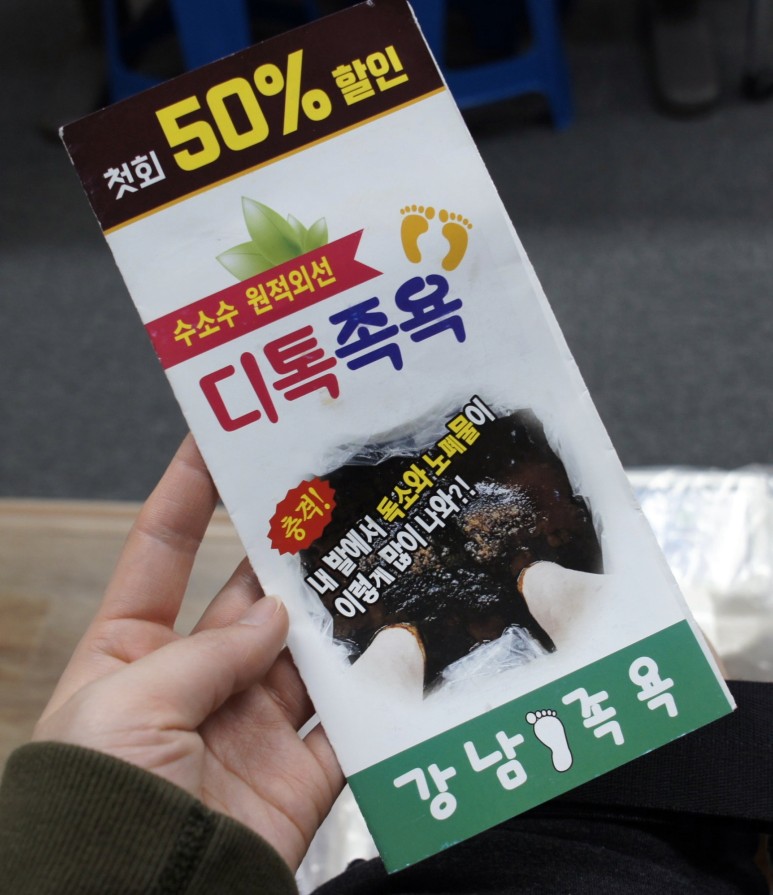 첫회 50% 할인
수소수 원적외선
디톡족욕
충격!
내 발에서 독소와 노폐물이
이렇게 많이 나와?!
강남 족욕